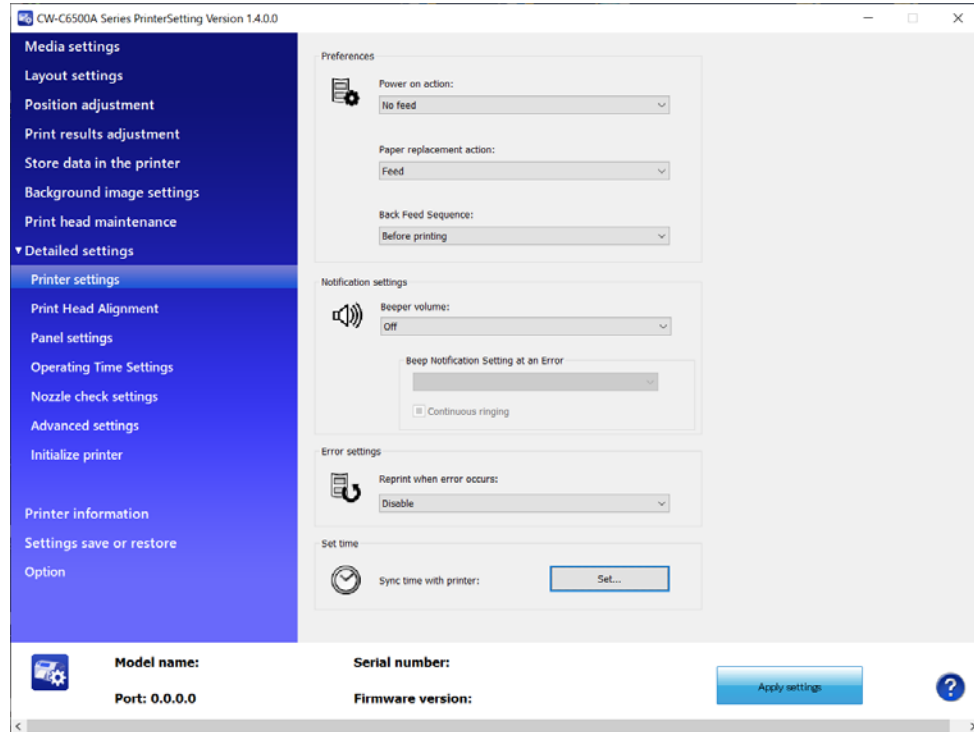 CW-C6500A Series PrinterSetting Version 1.4.0.0
Media settings
Layout settings
Position adjustment
Print results adjustment
Store data in the printer
Background image settings
Print head maintenance
Detailed settings
Printer settings
Print Head Alignment
Panel settings
Operating Time Settings
Nozzle check settings
Advanced settings
Initialize printer
Printer information
Settings save or restore
Option
Preferences
Power on action:
No feed
Paper replacement action:
Feed
Back Feed Sequence:
Before printing
Notification settings
Beeper volume:
Off
Beep Notification Setting at an Error
Continuous ringing
Error settings
Reprint when error occurs:
Disable
Set time
Sync time with printer:
Set...
Model name:
Serial number:
Port: 0.0.0.0
Firmware version:
Apply settings
?